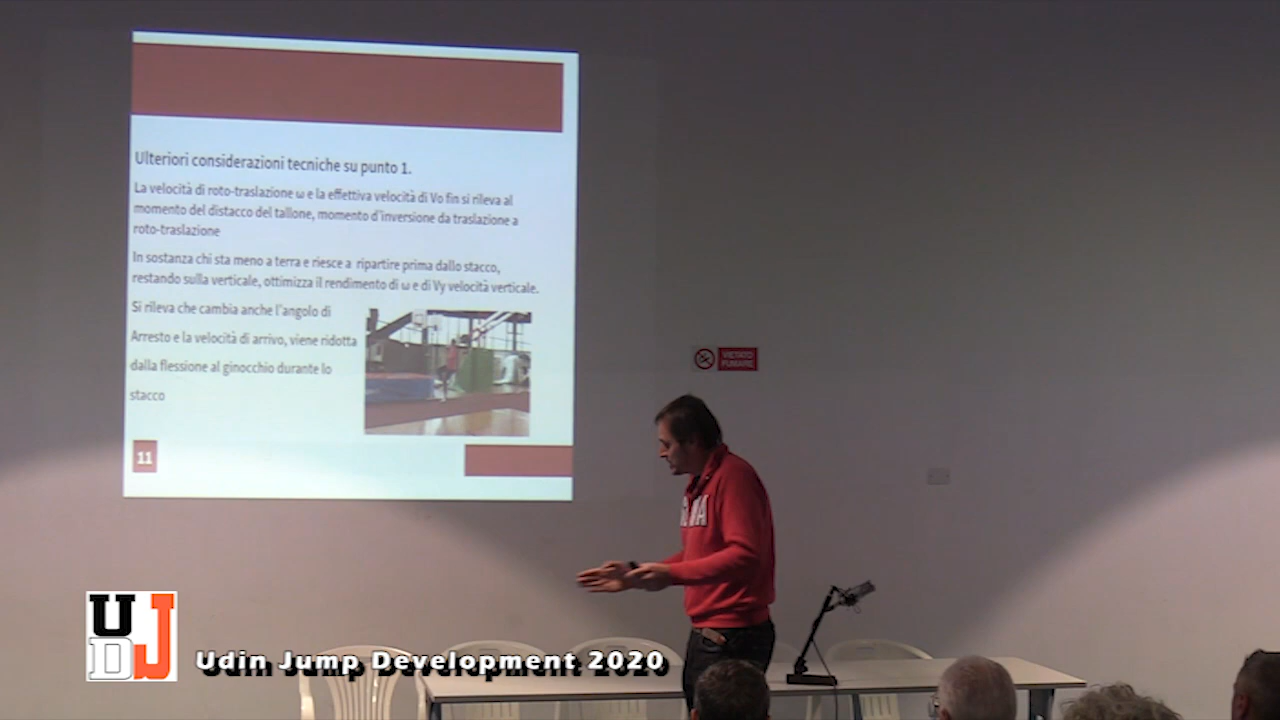 Ulteriori considerazioni tecniche su punto 1.
La velocità di roto-traslazione ω e la effettiva velocità di Vo fin si rileva al
momento del distacco del tallone, momento d'inversione da traslazione a
roto-traslazione
In sostanza chi sta meno a terra e riesce a ripartire prima dallo stacco,
restando sulla verticale, ottimizza il rendimento di ω e di Vy velocità verticale.
Si rileva che cambia anche l'angolo di
Arresto e la velocità di arrivo, viene ridotta
dalla flessione al ginocchio durante lo
stacco
11
VIETATO
FUMARE
UDJ
Udin Jump Development 2020